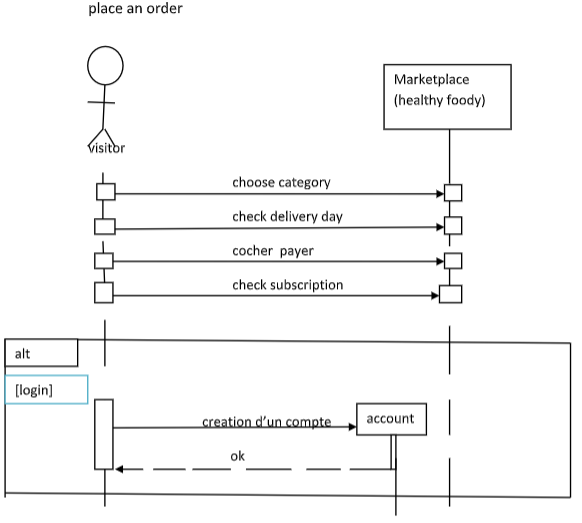 place an order
Marketplace
(healthy foody)
visitor
choose category
check delivery day
cocher payer
check subscription
alt
[login]
creation d'un compte
account
ok